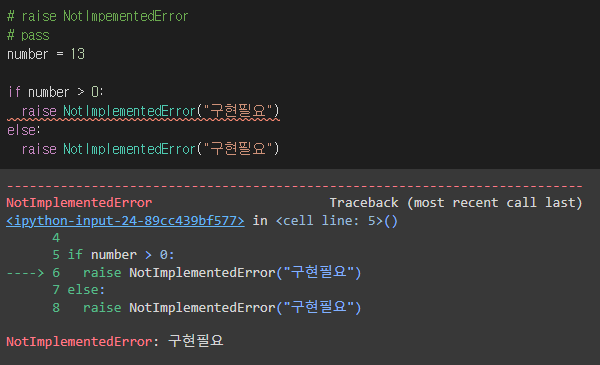 # raise NotImpementedError
# pass
number = 13
if number > 0:
raise NotImplementedError("구현필요")
else:
raise NotImplementedError("구현필요")
---------------------------------------------------------------------------
NotImplementedError Traceback (most recent call last)
<ipython-input-24-89cc439bf577> in <cell line: 5>()
4
5 if number > 0:
----> 6 raise NotImplementedError("구현필요")
7 else:
8 raise NotImplementedError("구현필요")
NotImplementedError: 구현필요